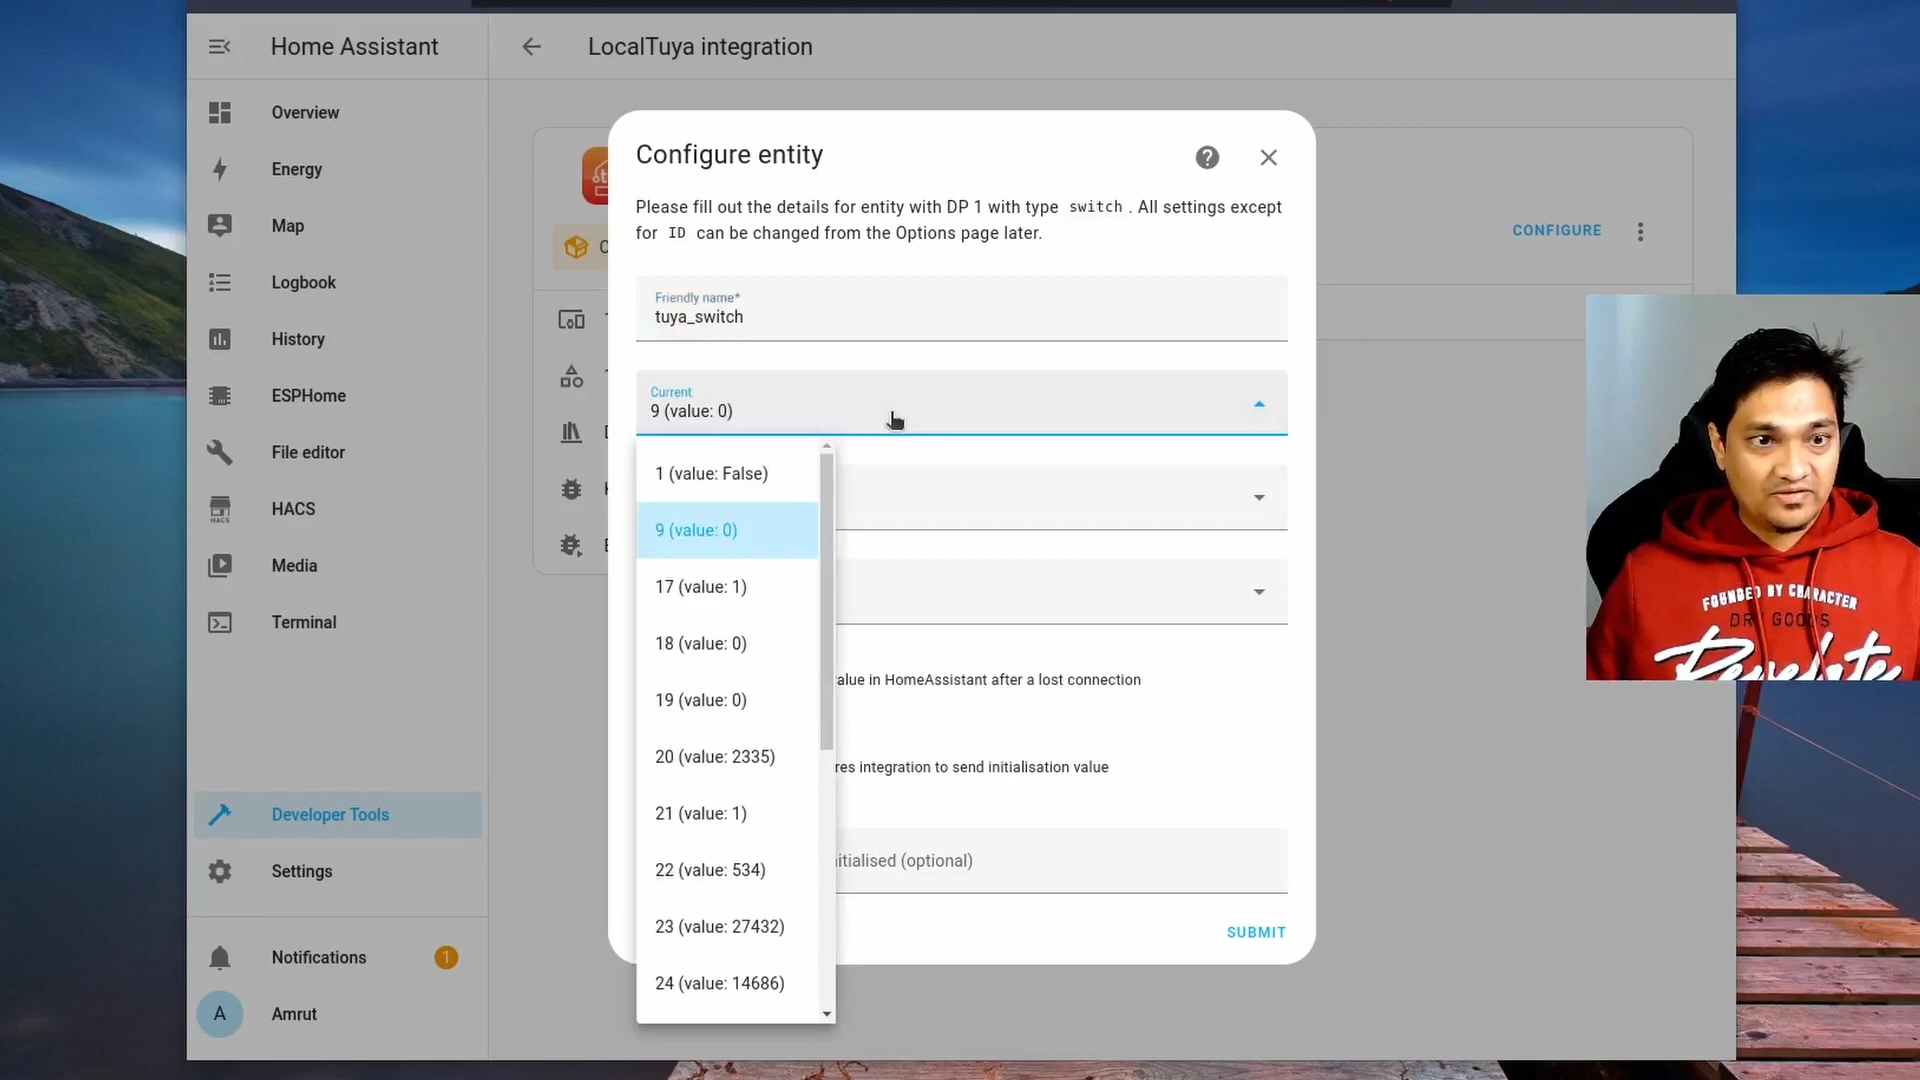 Home Assistant
LocalTuya integration
Overview
Energy
Map
Logbook
History
ESPHome
File editor
HACS
HACS
Media
Terminal
Developer Tools
Settings
Notifications
1
A
Amrut
CONFIGURE
Configure entity
Please fill out the details for entity with DP 1 with type switch. All settings except
for ID can be changed from the Options page later.
Friendly name*
tuya_switch
Current
9 (value: 0)
1 (value: False)
9 (value: 0)
17 (value: 1)
18 (value: 0)
19 (value: 0)
20 (value: 2335)
21 (value: 1)
22 (value: 534)
23 (value: 27432)
24 (value: 14686)
value in HomeAssistant after a lost connection
res integration to send initialisation value
nitialised (optional)
SUBMIT
FOUNDED BY CHARACTER
DRY GOODS